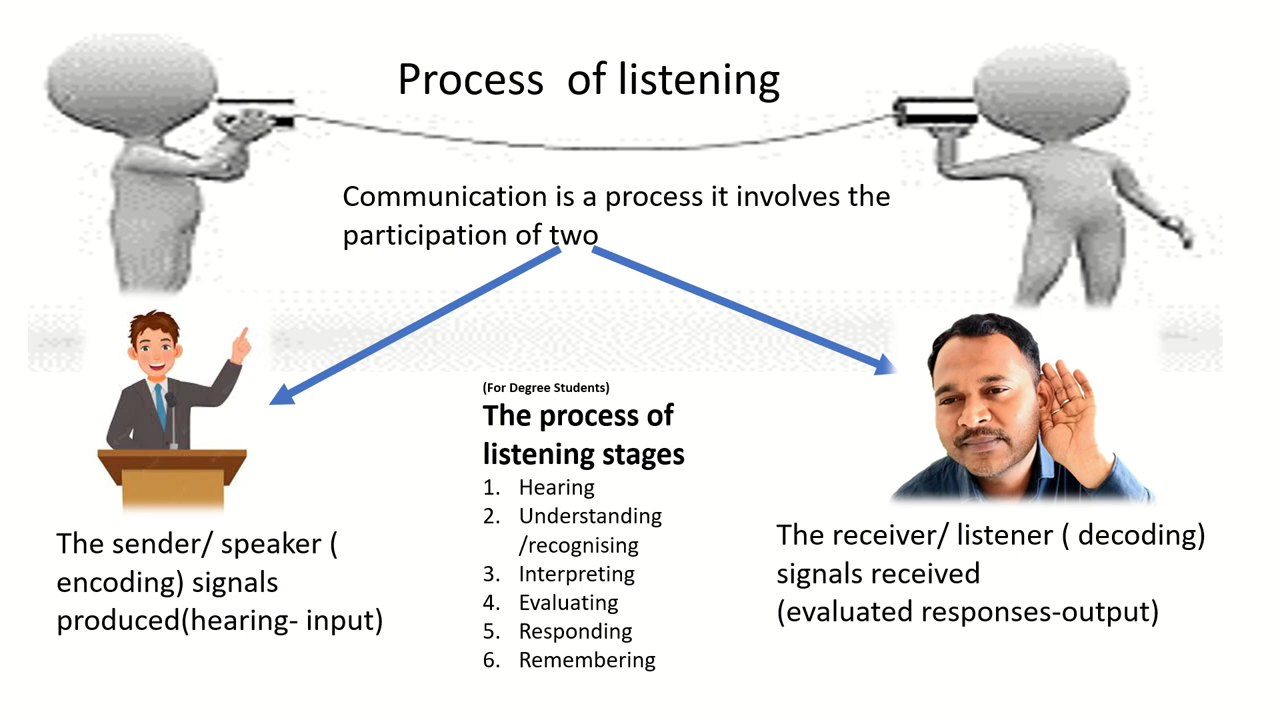 Process  of listening
Communication is a process it involves the
participation of two
(For Degree Students)
The process of
listening stages
1. Hearing
2. Understanding
/recognising
3. Interpreting
4. Evaluating
5. Responding
6. Remembering
The sender/ speaker (
encoding) signals
produced(hearing- input)
The receiver/ listener ( decoding)
signals received
(evaluated responses-output)